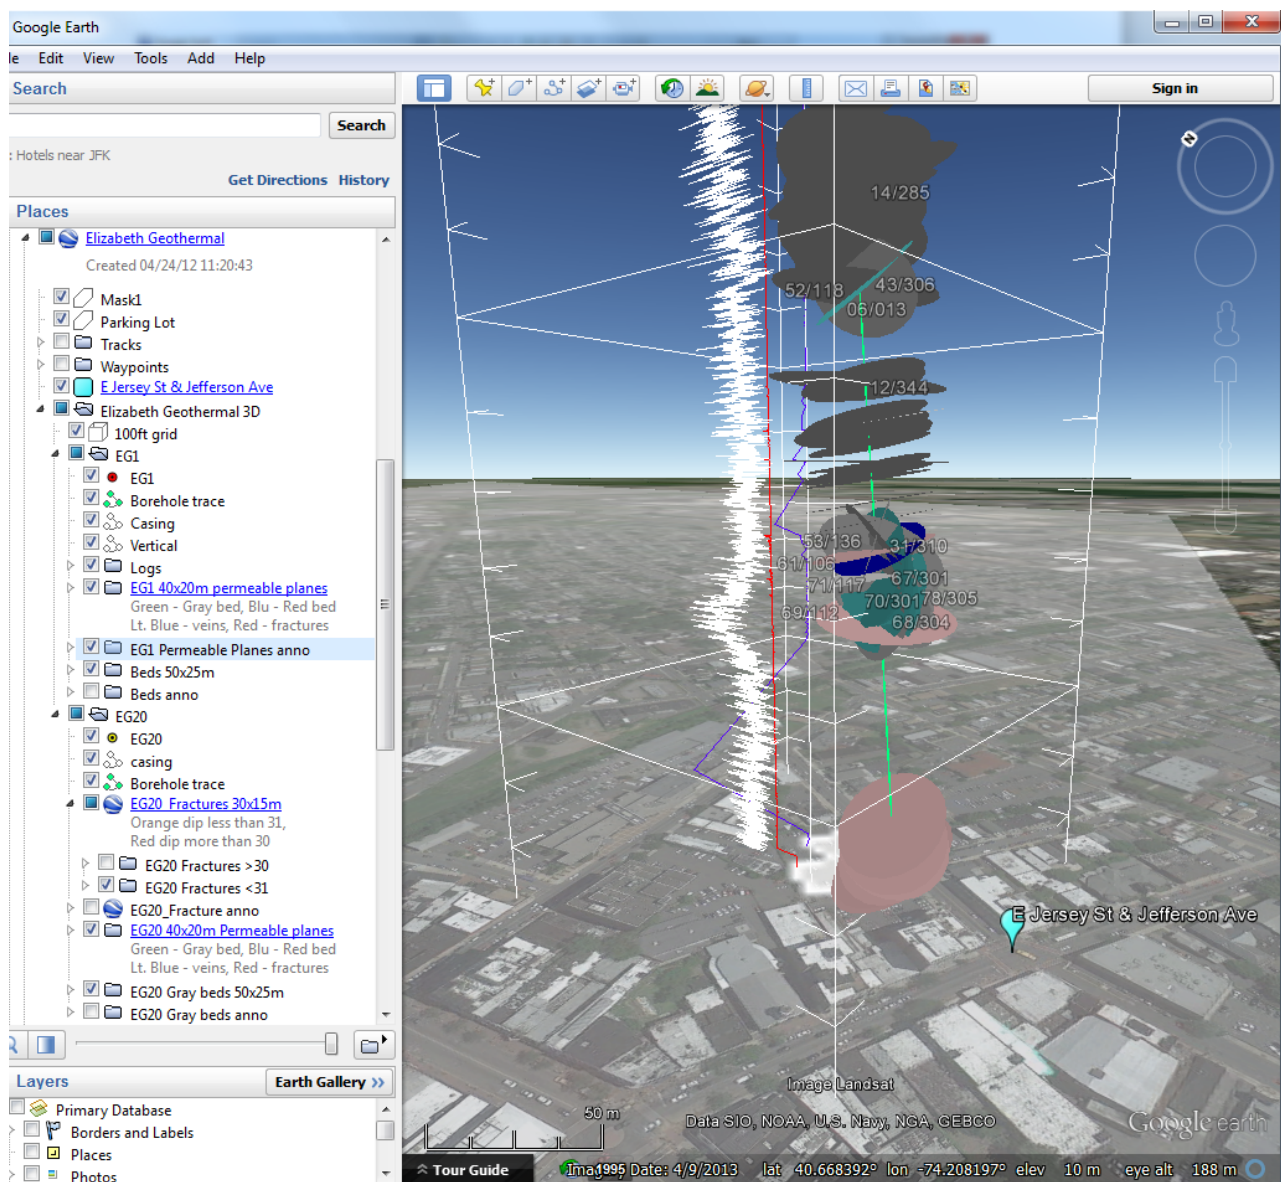 Google Earth
le Edit View Tools Add Help
Search
Sign in
Search
: Hotels near JFK
Get Directions History
Places
Elizabeth Geothermal
Created 04/24/12 11:20:43
Mask1
Parking Lot
Tracks
Waypoints
E Jersey St & Jefferson Ave
Elizabeth Geothermal 3D
100ft grid
EG1
EG1
Borehole trace
Casing
Vertical
Logs
EG1 40x20m permeable planes
Green - Gray bed, Blu - Red bed
Lt. Blue - veins, Red - fractures
EG1 Permeable Planes anno
Beds 50x25m
Beds anno
EG20
EG20
casing
Borehole trace
EG20_Fractures 30x15m
Orange dip less than 31,
Red dip more than 30
EG20 Fractures >30
EG20 Fractures <31
EG20_Fracture anno
EG20 40x20m Permeable planes
Green - Gray bed, Blu - Red bed
Lt. Blue - veins, Red - fractures
EG20 Gray beds 50x25m
EG20 Gray beds anno
Layers
Earth Gallery >>
Primary Database
Borders and Labels
Places
Photos
N
14/285
52/118
43/306
06/013
12/344
53/136
31/310
61/106
71/117
67/301
70/301
78/305
69/112
68/304
E Jersey St & Jefferson Ave
Image Landsat
50 m
Data SIO, NOAA, U.S. Navy, NGA, GEBCO
Google earth
Tour Guide
1995
Imagery Date: 4/9/2013 lat 40.668392° lon -74.208197° elev 10 m eye alt 188 m